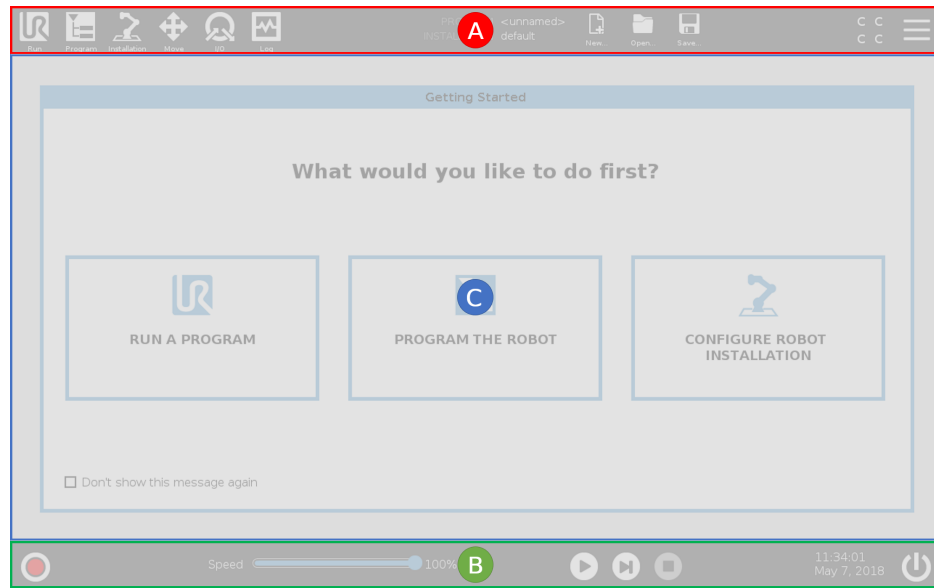 <unnamed>
A
default
C C
C C
Run
Program
Installation
Move
I/O
Log
New...
Open...
Save...
Getting Started
What would you like to do first?
C
RUN A PROGRAM
PROGRAM THE ROBOT
CONFIGURE ROBOT
INSTALLATION
Don't show this message again
Speed
100%
B
11:34:01
May 7, 2018